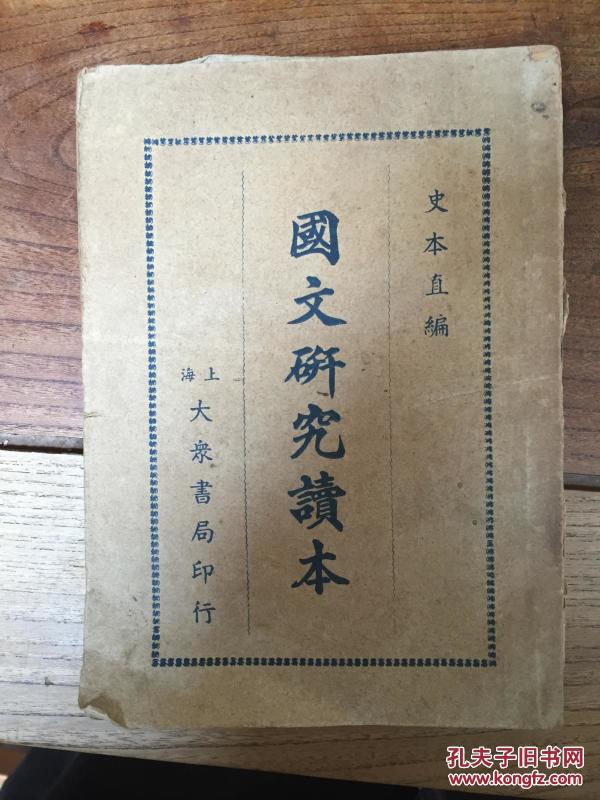 史本直編
國文研究讀本
上海
大衆書局印行
孔夫子旧书网
www.kongfz.com